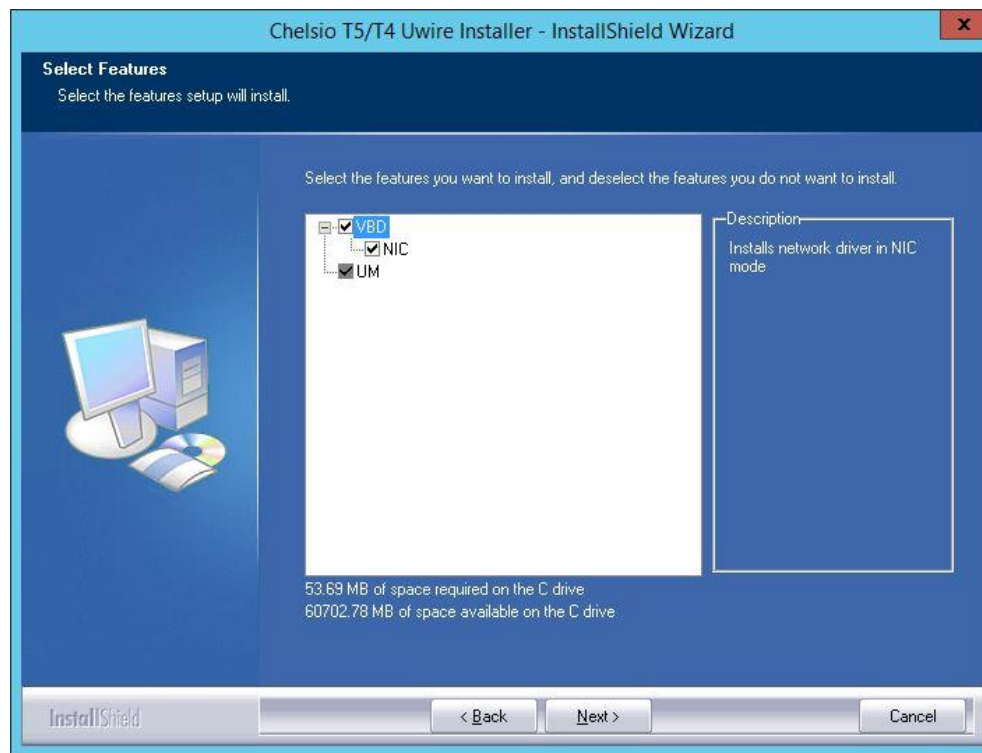 Chelsio T5/T4 Uwire Installer - InstallShield Wizard
x
Select Features
Select the features setup will install.
Select the features you want to install, and deselect the features you do not want to install.
VBD
NIC
UM
Description
Installs network driver in NIC
mode
53.69 MB of space required on the C drive
60702.78 MB of space available on the C drive
InstallShield
< Back
Next >
Cancel